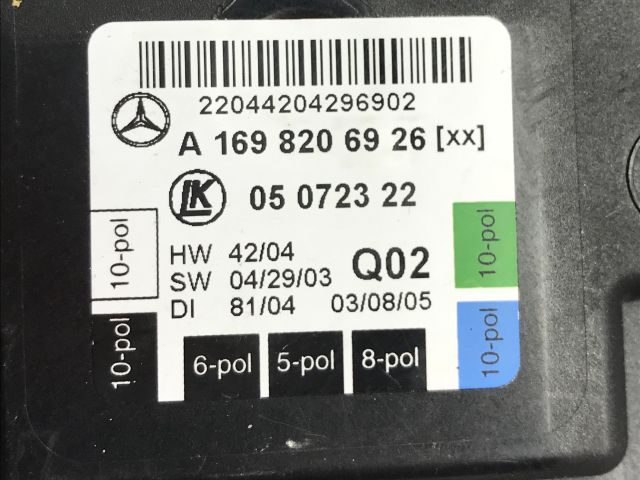 22044204296902
A 169 820 69 26 [xx]
LK 05 0723 22
HW 42/04
SW 04/29/03 Q02
DI 81/04 03/08/05
10-pol
10-pol
6-pol 5-pol 8-pol
10-pol
10-pol